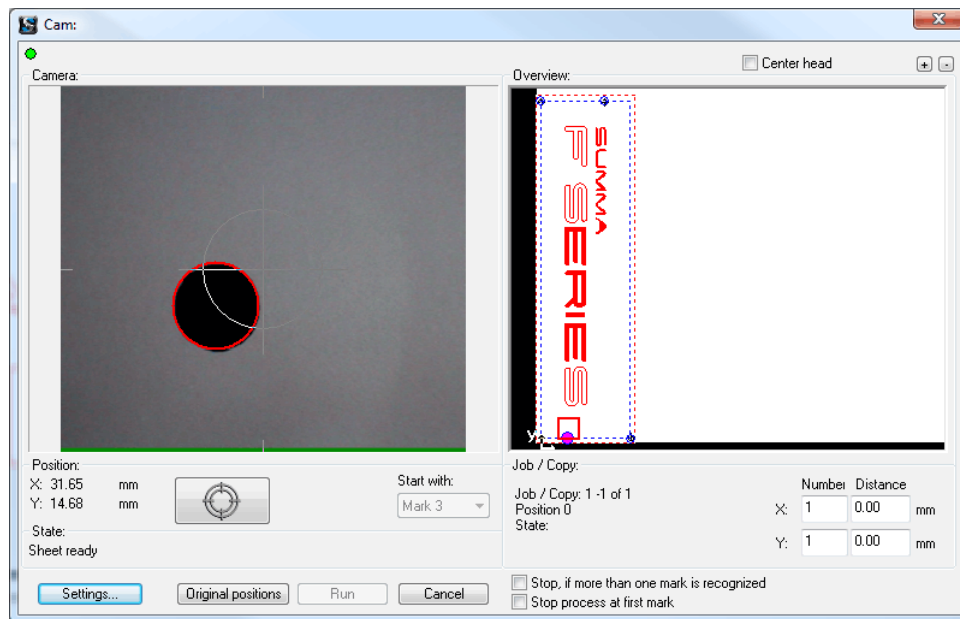 Cam:
Center head
+ -
Camera:
Overview:
SUMMA
F SERIES
Y
Position:
X: 31.65 mm
Y: 14.68 mm
Start with:
Mark 3
State:
Sheet ready
Job / Copy:
Job / Copy: 1 -1 of 1
Position 0
State:
Number Distance
X: 1 0.00 mm
Y: 1 0.00 mm
Settings...
Original positions
Run
Cancel
Stop, if more than one mark is recognized
Stop process at first mark